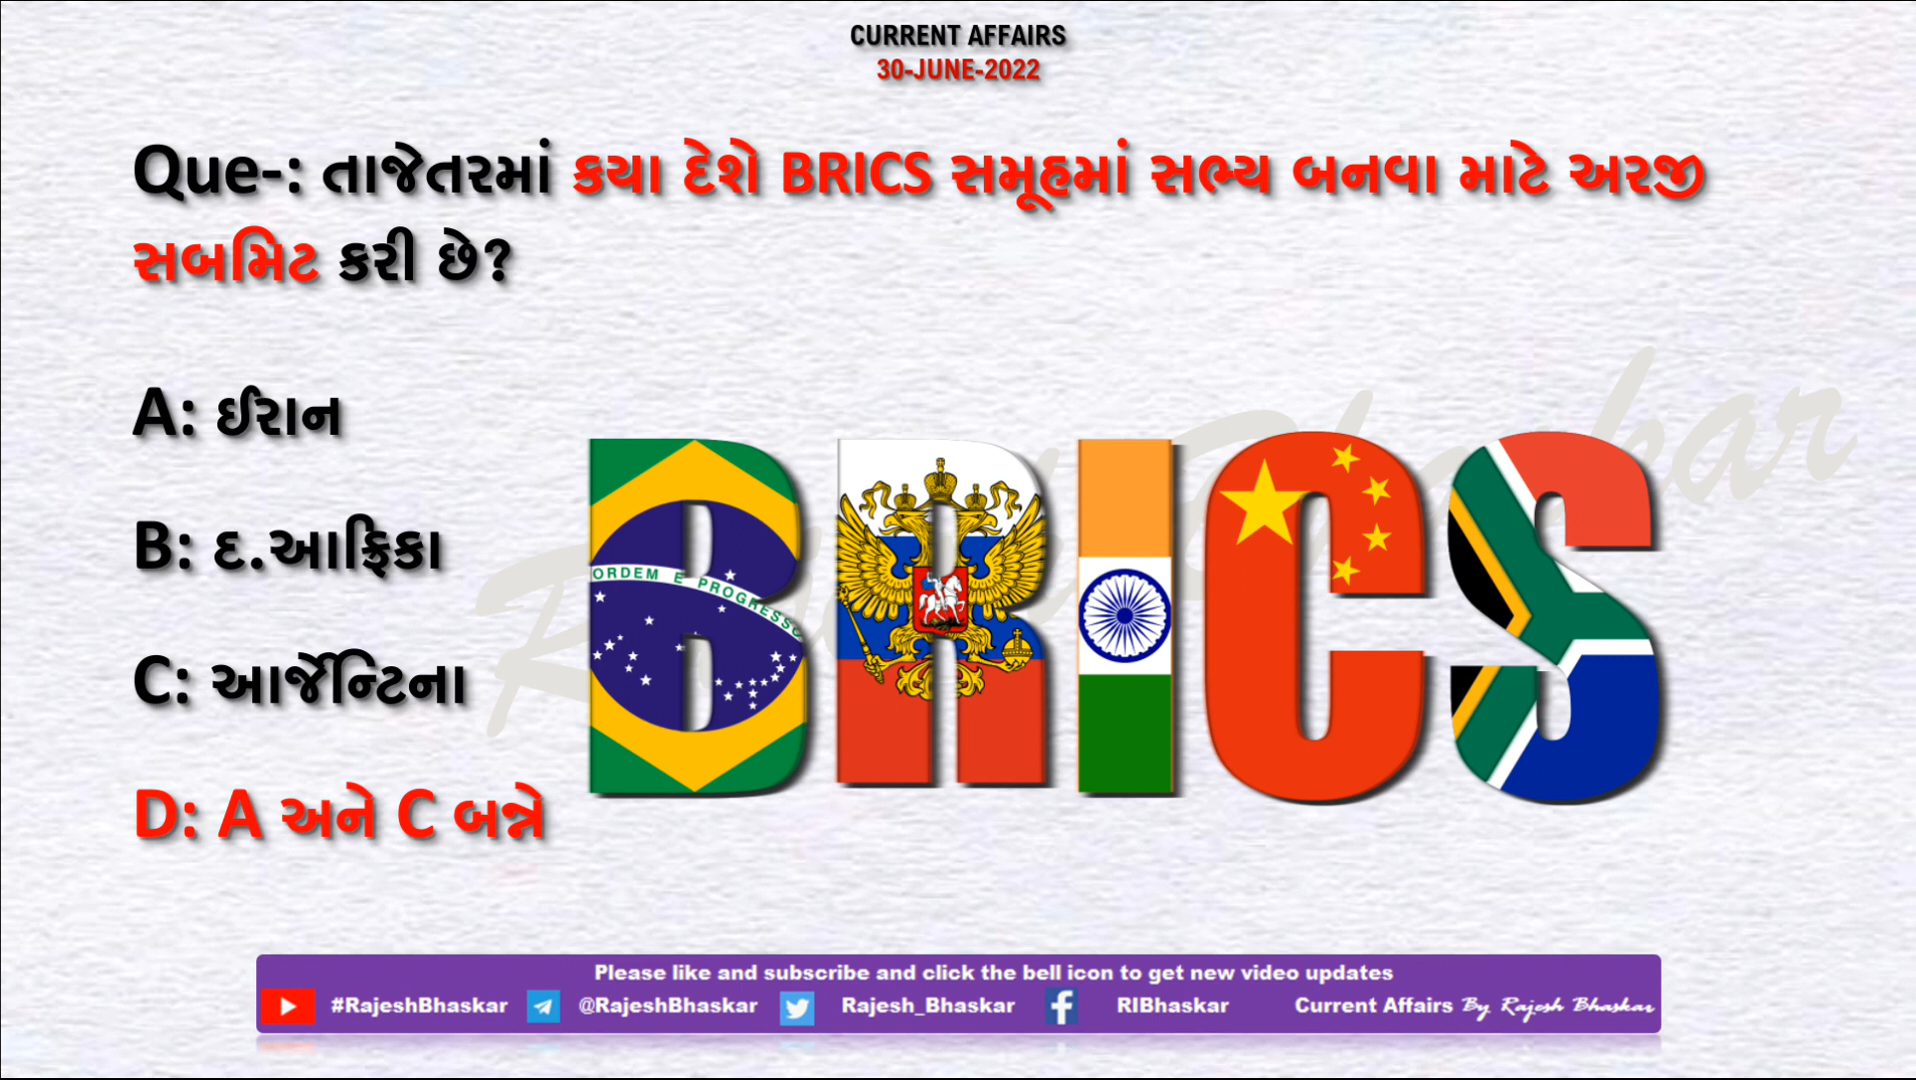 CURRENT AFFAIRS
30-JUNE-2022
Que-: તાજેતરમાં ક્યા દેશે BRICS સમૂહમાં સભ્ય બનવા માટે અરજી
સબમિટ કરી છે?
A: ઈરાન
B: દ.આફ્રિકા
C: આર્જેન્ટિના
D: A અને C બન્ને
BRICS
ORDEM E PROGRESSO
Rajesh Bhaskar
Please like and subscribe and click the bell icon to get new video updates
#RajeshBhaskar @RajeshBhaskar Rajesh_Bhaskar RIBhaskar Current Affairs By Rajesh Bhaskar